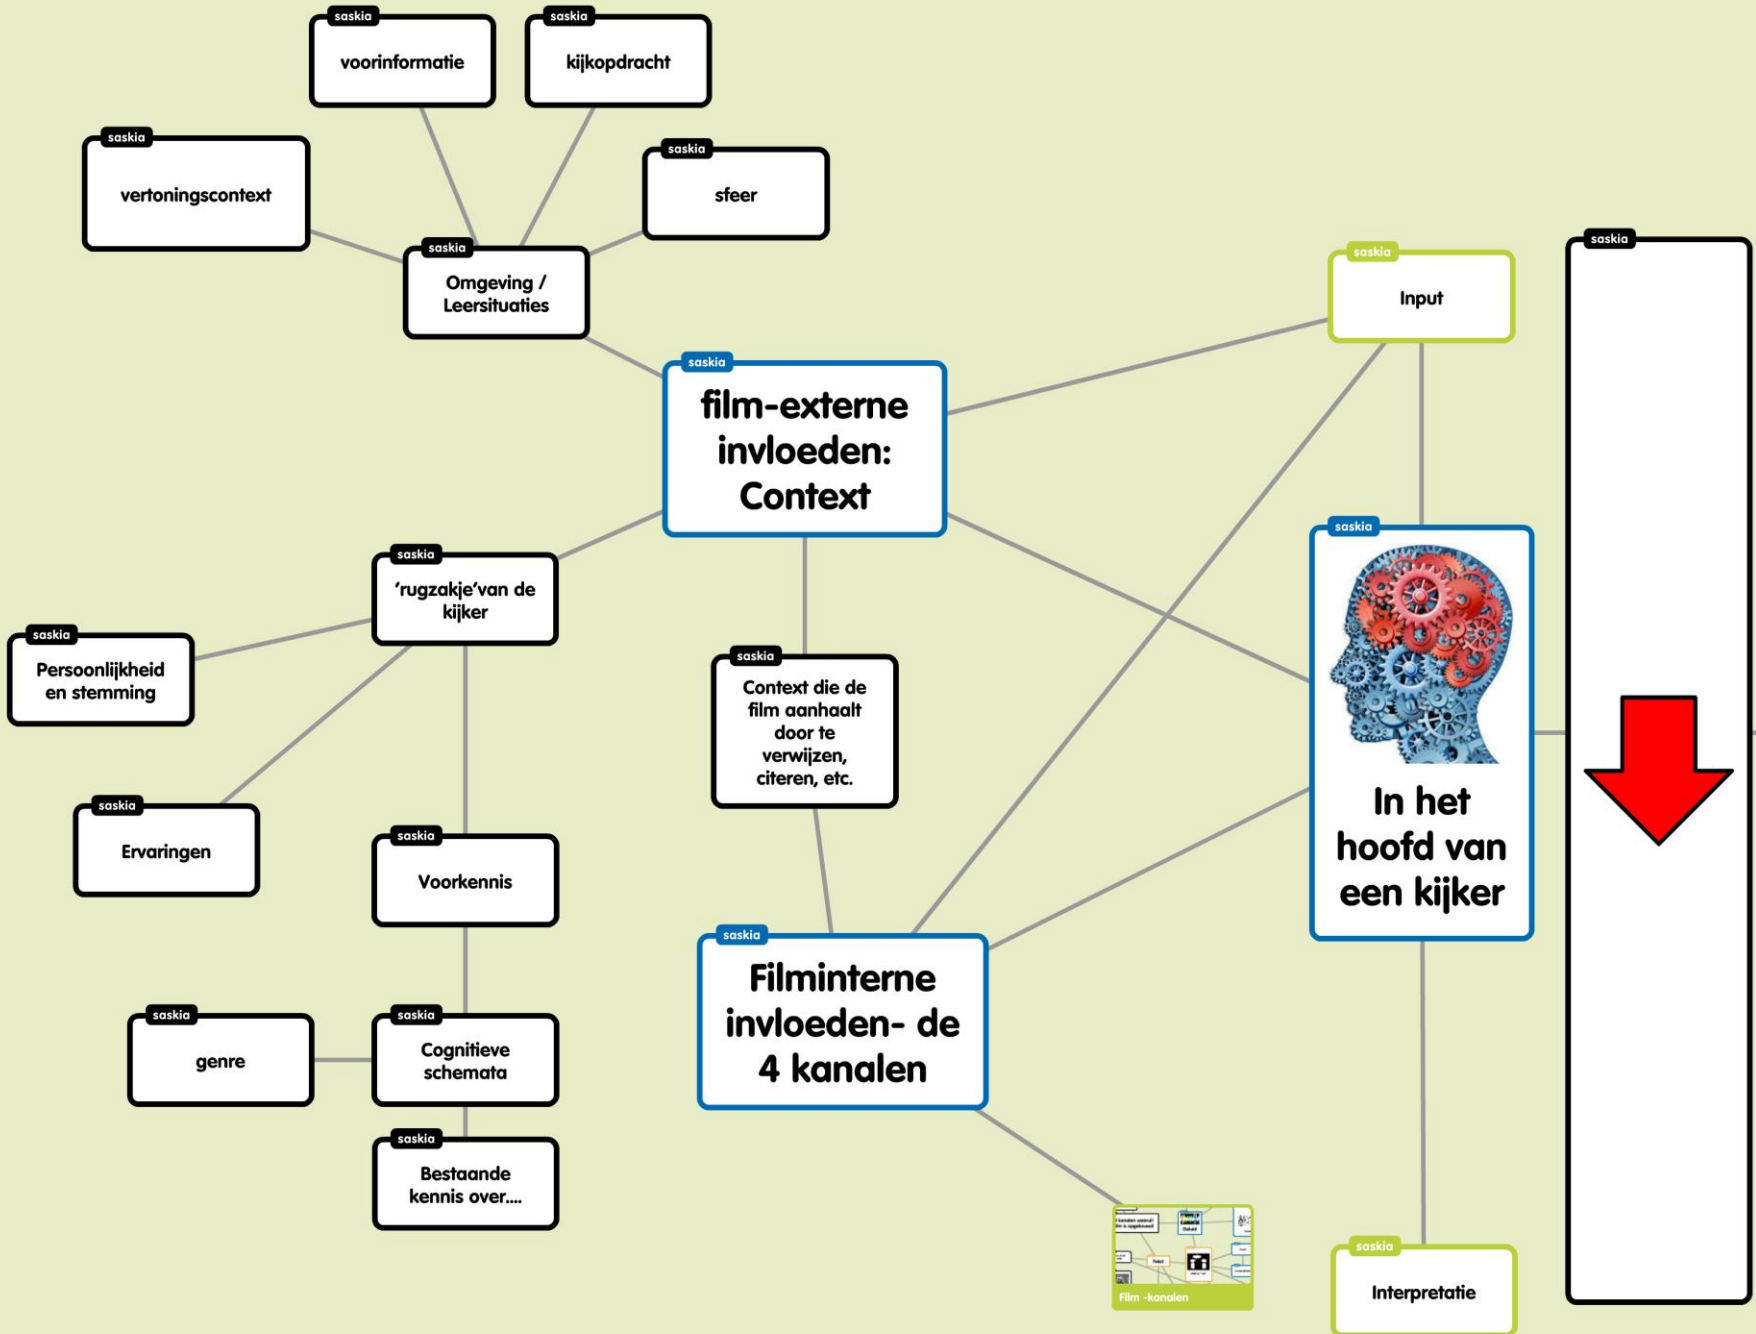 saskia
voorinformatie
saskia
kijkopdracht
saskia
vertoningscontext
saskia
sfeer
saskia
Omgeving /
Leersituaties
saskia
Input
saskia
saskia
film-externe
invloeden:
Context
saskia
'rugzakje'van de
kijker
saskia
Persoonlijkheid
en stemming
saskia
Ervaringen
saskia
Voorkennis
saskia
Context die de
film aanhaalt
door te
verwijzen,
citeren, etc.
saskia
In het
hoofd van
een kijker
saskia
Filminterne
invloeden- de
4 kanalen
saskia
genre
saskia
Cognitieve
schemata
saskia
Bestaande
kennis over....
Geluid
Tekst
Film -kanalen
saskia
Interpretatie